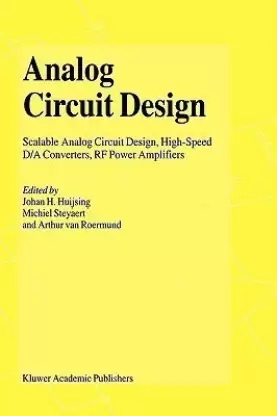 Analog
Circuit Design
Scalable Analog Circuit Design, High-Speed
D/A Converters, RF Power Amplifiers
Edited by
Johan H. Huijsing
Michiel Steyaert
and Arthur van Roermund
Kluwer Academic Publishers